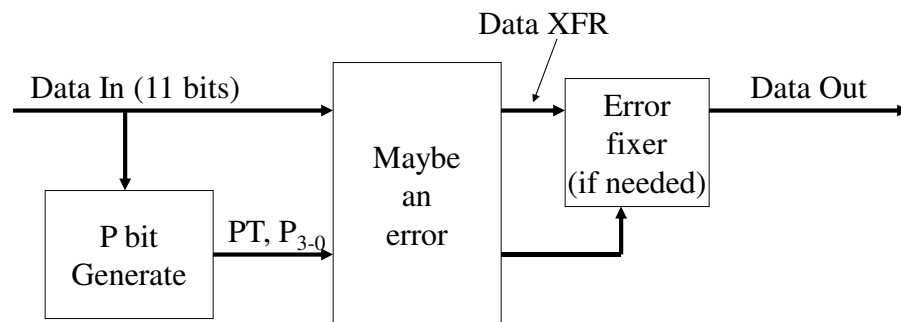 Data XFR
Data In (11 bits)
Data Out
Error
fixer
(if needed)
Maybe
an
error
P bit
Generate
PT, P₃₋₀